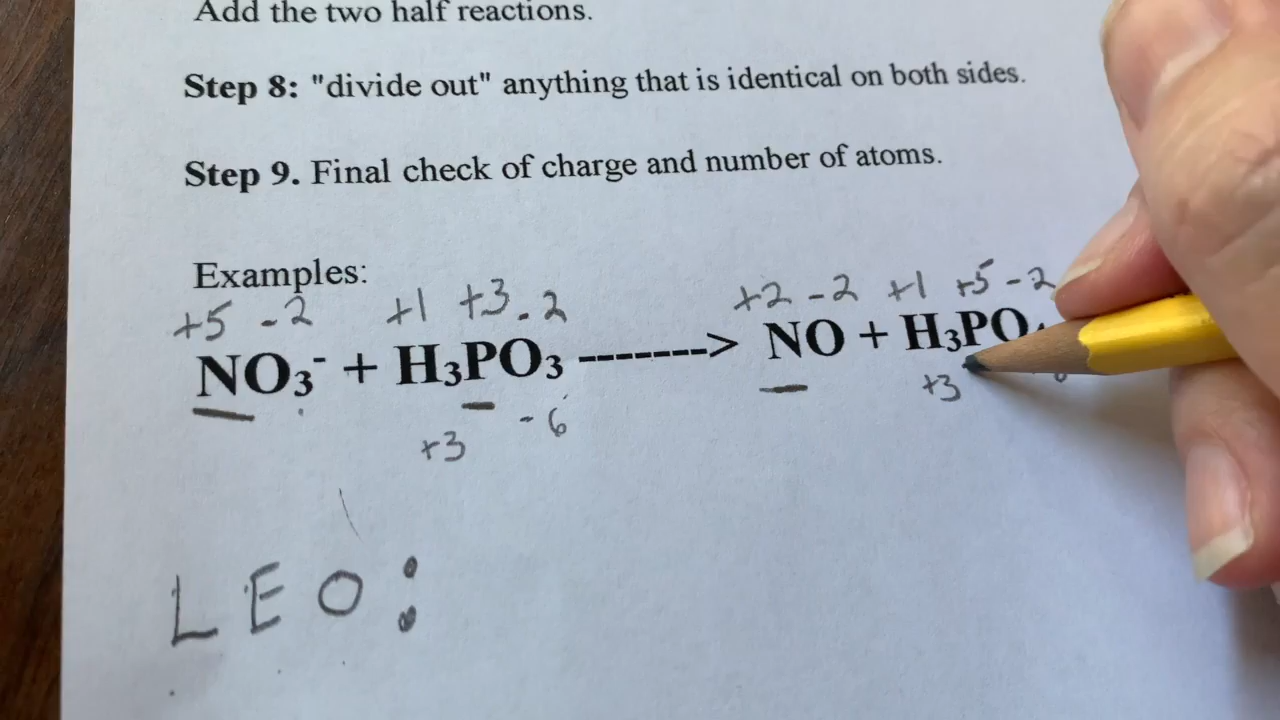 Add the two half reactions.
Step 8: "divide out" anything that is identical on both sides.
Step 9. Final check of charge and number of atoms.
Examples:
+5 -2 +1 +3 -2 +2 -2 +1 +5 -2
NO₃⁻ + H₃PO₃ -------> NO + H₃PO
+3 -6 +3
LEO: